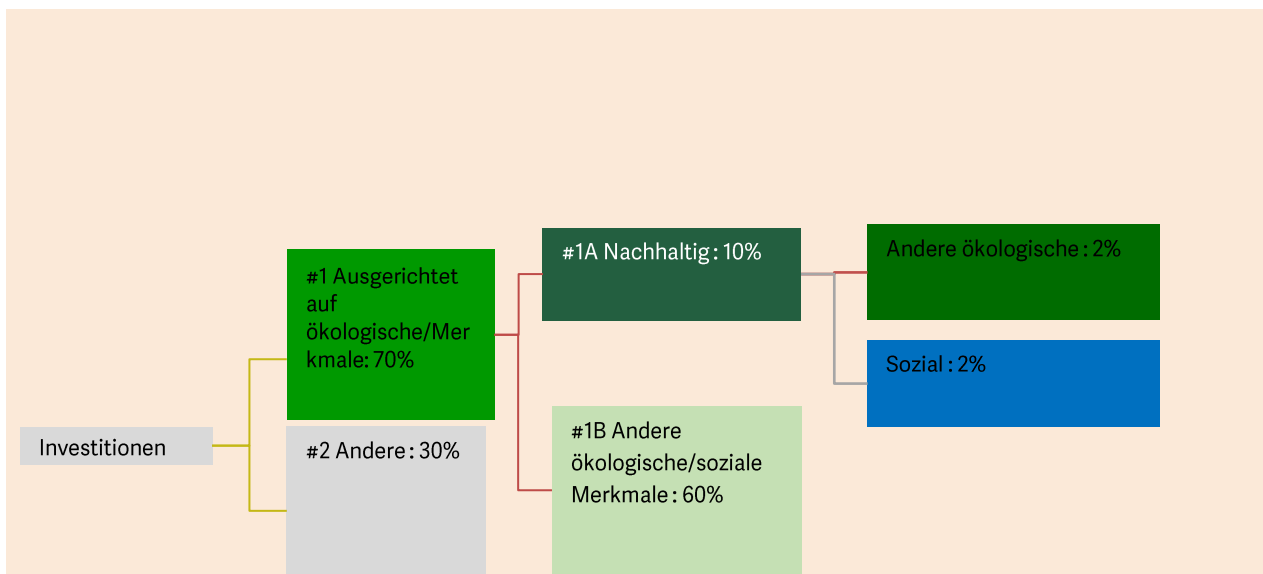 Investitionen
#1 Ausgerichtet
auf
ökologische/Mer
kmale: 70%
#2 Andere : 30%
#1A Nachhaltig : 10%
#1B Andere
ökologische/soziale
Merkmale : 60%
Andere ökologische : 2%
Sozial : 2%